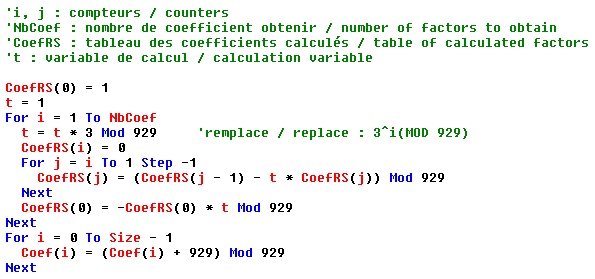 'i, j : compteurs / counters
'NbCoef : nombre de coefficient obtenir / number of factors to obtain
'CoefRS : tableau des coefficients calculés / table of calculated factors
't : variable de calcul / calculation variable
CoefRS(0) = 1
t = 1
For i = 1 To NbCoef
t = t * 3 Mod 929 'remplace / replace : 3^i(MOD 929)
CoefRS(i) = 0
For j = i To 1 Step -1
CoefRS(j) = (CoefRS(j - 1) - t * CoefRS(j)) Mod 929
Next
CoefRS(0) = -CoefRS(0) * t Mod 929
Next
For i = 0 To Size - 1
Coef(i) = (Coef(i) + 929) Mod 929
Next